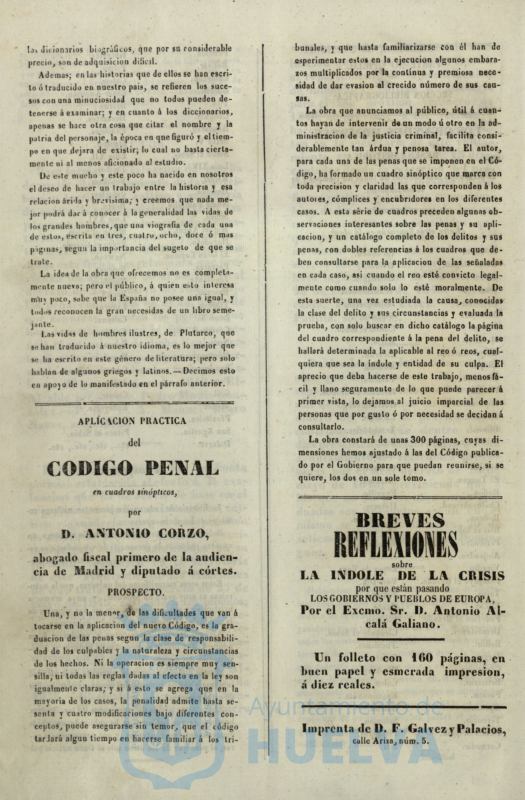 las dicionarios biográficos, que por su considerable
precio, son de adquisicion dificil.
Ademas; en las historias que de ellos se han escri-
to ó traducido en nuestro pais, se refieren los suce-
sos con una minuciosidad que no todos pueden de-
tenerse á examinar; y en cuanto á los diccionarios,
apenas se hace otra cosa que citar el nombre y la
patria del personaje, la época en que figuró y el tiem-
po en que dejara de existir; lo cual no basta cierta-
mente ni al menos aficionado al estudio.
De este mucho y este poco ha nacido en nosotros
el deseo de hacer un trabajo entre la historia y esa
relacion árida y brevisima; y creemos que nada me-
jor podrá dar á conocer á la generalidad las vidas de
los grandes hombres, que una viografia de cada una
de estos, escrita en tres, cuatro, ocho, doce ó mas
páginas, segun la importancia del sugeto de que se
trate.
La idea de la obra que ofrecemos no es completa-
mente nueva; pero el público, á quien esto interesa
muy poco, sabe que la España no posee una igual, y
todos reconocen la gran necesidas de un libro seme-
jante.
Las vidas de hombres ilustres, de Plutarco, que
se han traducido á nuestro idioma, es lo mejor que
se ha escrito en este género de literatura; pero solo
hablan de algunos griegos y latinos.—Decimos esto
en apoyo de lo manifestado en el párrafo anterior.
APLICACION PRACTICA
del
CODIGO PENAL
en cuadros sinópticos,
por
D. ANTONIO CORZO,
abogado fiscal primero de la audien-
cia de Madrid y diputado á córtes.
PROSPECTO.
Una, y no la menor, de las dificultades que van á
tocarse en la aplicacion del nuevo Código, es la gra-
duacion de las penas segun la clase de responsabili-
dad de los culpables y la naturaleza y circunstancias
de los hechos. Ni la operacion es siempre muy sen-
silla, ni todas las reglas dadas al efecto en la ley son
igualmente claras; y si á esto se agrega que en la
mayoria de los casos, la penalidad admite hasta se-
senta y cuatro modificaciones bajo diferentes con-
ceptos, puede asegurarse sin temor, que el código
tardará algun tiempo en hacerse familiar á los tri-
bunales, y que hasta familiarizarse con él han de
esperimentar estos en la ejecucion algunos embara-
zos multiplicados por la continua y premiosa nece-
sidad de dar evasion al crecido número de sus cau-
sas.
La obra que anunciamos al público, útil á cuan-
tos hayan de intervenir de un modo ú otro en la ad-
ministracion de la justicia criminal, facilita consi-
derablemente tan árdua y penosa tarea. El autor,
para cada una de las penas que se imponen en el Có-
digo, ha formado un cuadro sinóptico que marca con
toda precision y claridad las que corresponden á los
autores, cómplices y encubridores en los diferentes
casos. A esta série de cuadros preceden algunas ob-
servaciones interesantes sobre las penas y su apli-
cacion, y un catálogo completo de los delitos y sus
penas, con dobles referencias á los cuadros que de-
ben consultarse para la aplicacion de las señaladas
en cada caso, asi cuando el reo esté convicto legal-
mente como cuando solo lo esté moralmente. De
esta suerte, una vez estudiada la causa, conocidas
la clase del delito y sus circunstancias y evaluada la
prueba, con solo buscar en dicho catálogo la página
del cuadro correspondiente á la pena del delito, se
hallará determinada la aplicable al reo ó reos, cual-
quiera que sea la indole y entidad de su culpa. El
aprecio que deba hacerse de este trabajo, menos fá-
cil y llano seguramente de lo que puede parecer á
primer vista, lo dejamos al juicio imparcial de las
personas que por gusto ó por necesidad se decidan á
consultarlo.
La obra constará de unas 300 páginas, cuyas di-
mensiones hemos ajustado á las del Código publica-
do por el Gobierno para que puedan reunirse, si se
quiere, los dos en un solo tomo.
BREVES
REFLEXIONES
sobre
LA INDOLE DE LA CRISIS
por que están pasando
LOS GOBIERNOS Y PUEBLOS DE EUROPA,
Por el Excmo. Sr. D. Antonio Al-
calá Galiano.
Un folleto con 160 páginas, en
buen papel y esmerada impresion,
á diez reales.
Imprenta de D. F. Galvez y Palacios,
calle Ariza, núm. 5.
Ayuntamiento de
HUELVA